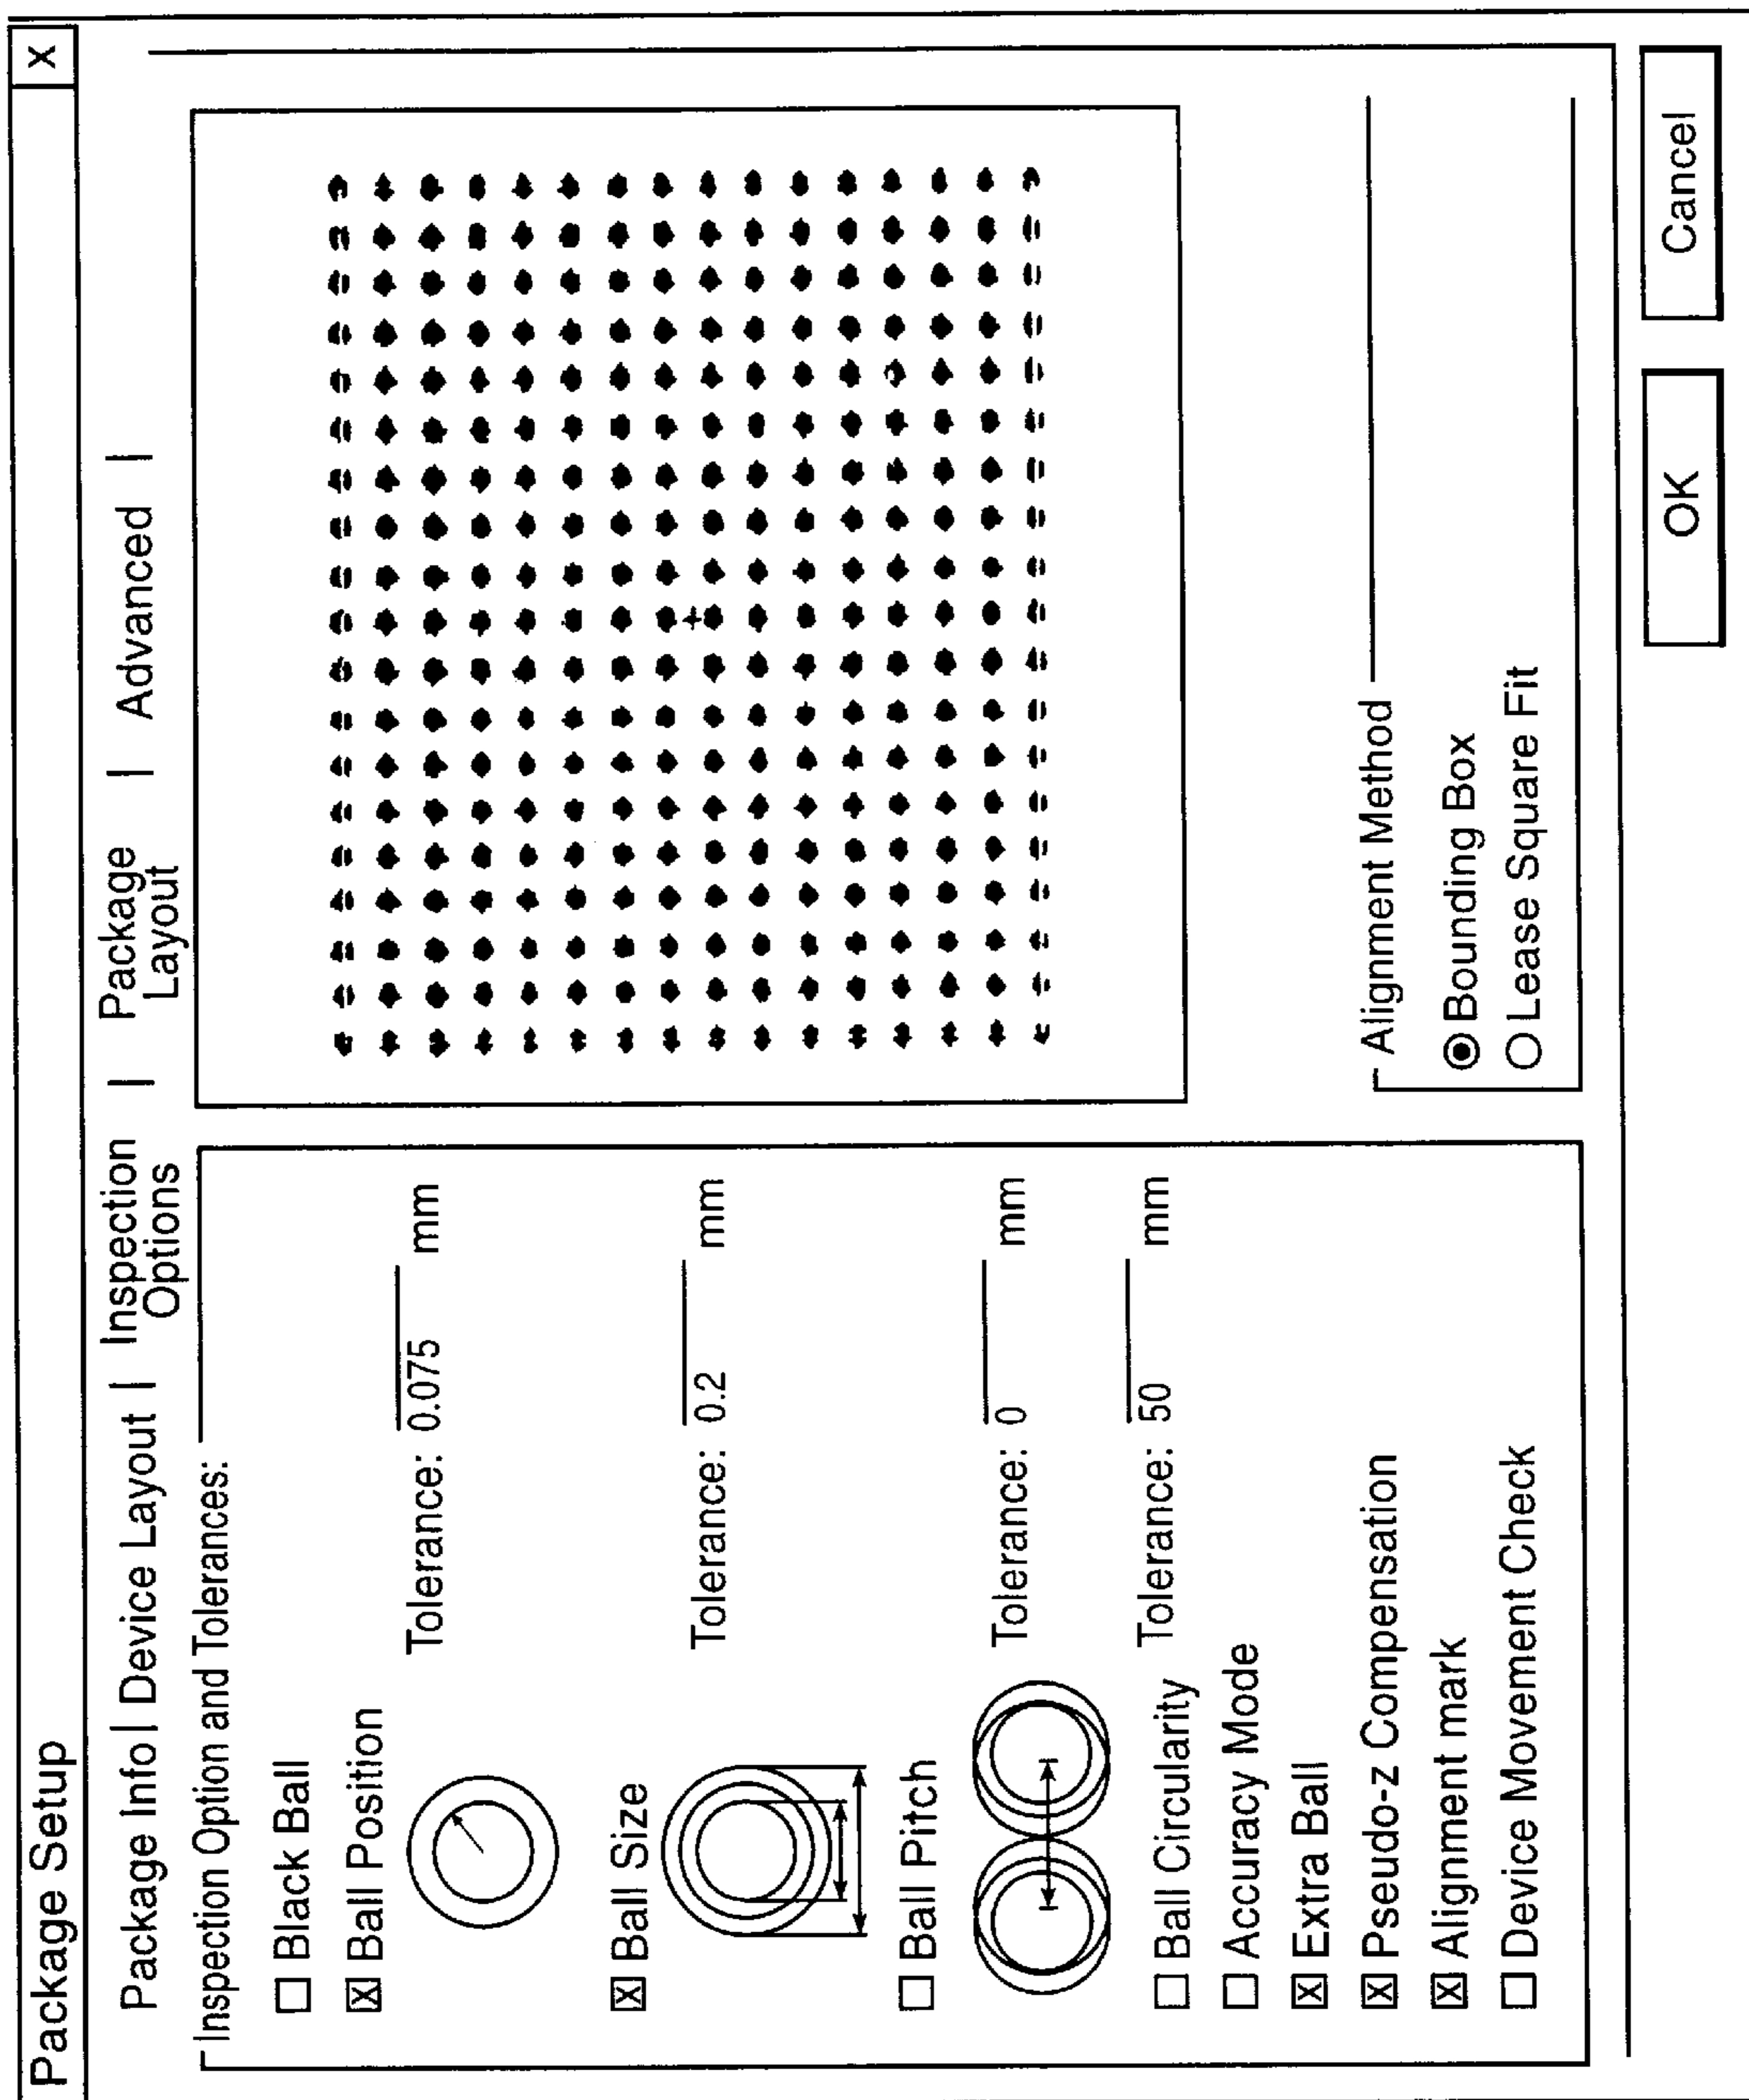 Package Setup
X
Package Info | Device Layout | Inspection Options | Package Layout | Advanced |
Inspection Option and Tolerances:
☐ Black Ball
☒ Ball Position
Tolerance: 0.075 mm
☒ Ball Size
Tolerance: 0.2 mm
☐ Ball Pitch
Tolerance: 0 mm
☐ Ball Circularity
Tolerance: 50 mm
☐ Accuracy Mode
☒ Extra Ball
☒ Pseudo-z Compensation
☒ Alignment mark
☐ Device Movement Check
Alignment Method
Bounding Box
Lease Square Fit
OK
Cancel